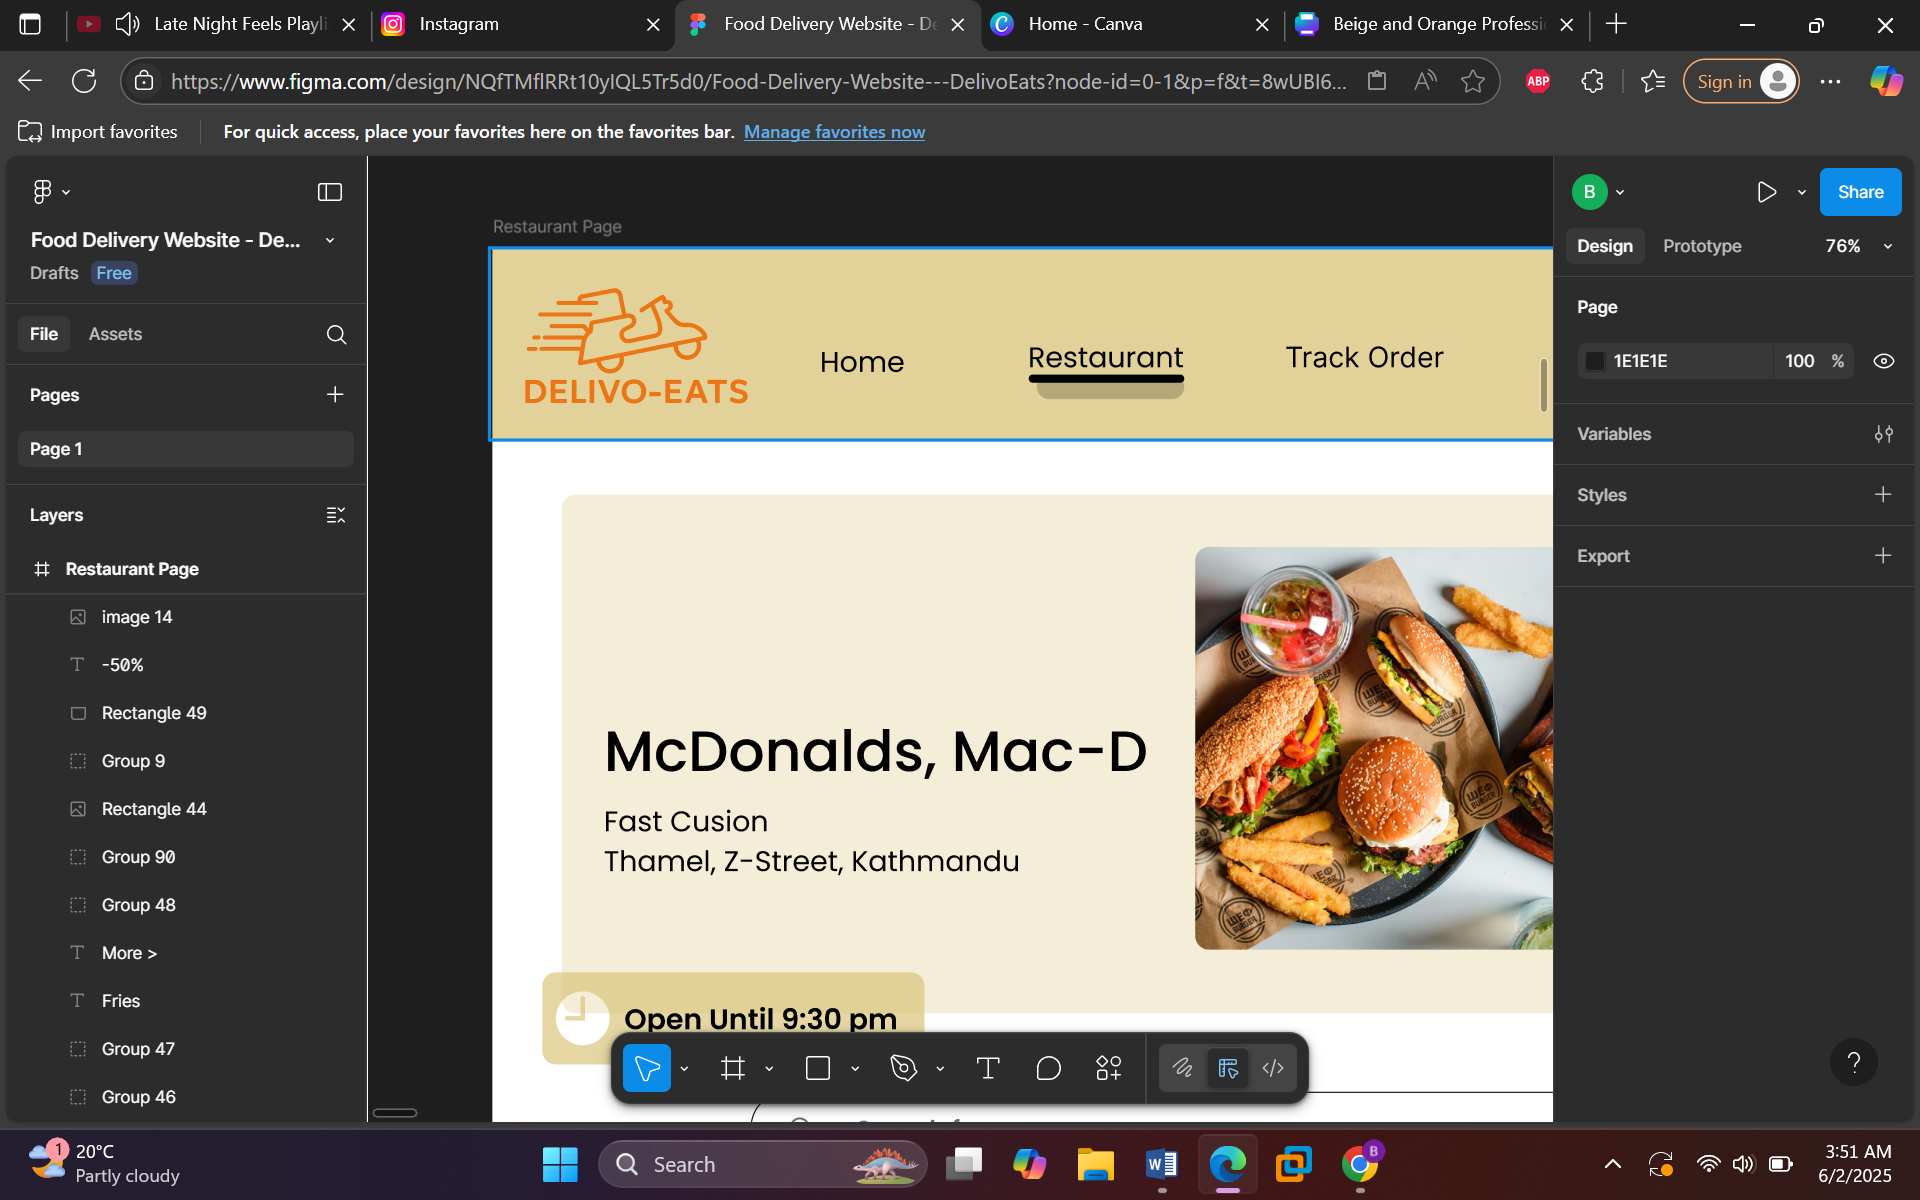 Late Night Feels Playli
Instagram
Food Delivery Website - De
Home - Canva
Beige and Orange Professi
https://www.figma.com/design/NQfTMflRRt10yIQL5Tr5d0/Food-Delivery-Website---DelivoEats?node-id=0-1&p=f&t=8wUBI6...
ABP
Sign in
Import favorites
For quick access, place your favorites here on the favorites bar. Manage favorites now
Food Delivery Website - De...
Drafts Free
File Assets
Pages
Page 1
Layers
Restaurant Page
image 14
-50%
Rectangle 49
Group 9
Rectangle 44
Group 90
Group 48
More >
Fries
Group 47
Group 46
Restaurant Page
DELIVO-EATS
Home
Restaurant
Track Order
McDonalds, Mac-D
Fast Cusion
Thamel, Z-Street, Kathmandu
ШЕФ
BURGER
Open Until 9:30 pm
B
Share
Design Prototype 76%
Page
1E1E1E 100 %
Variables
Styles
Export
?
1
20°C
Partly cloudy
Search
B
3:51 AM
6/2/2025